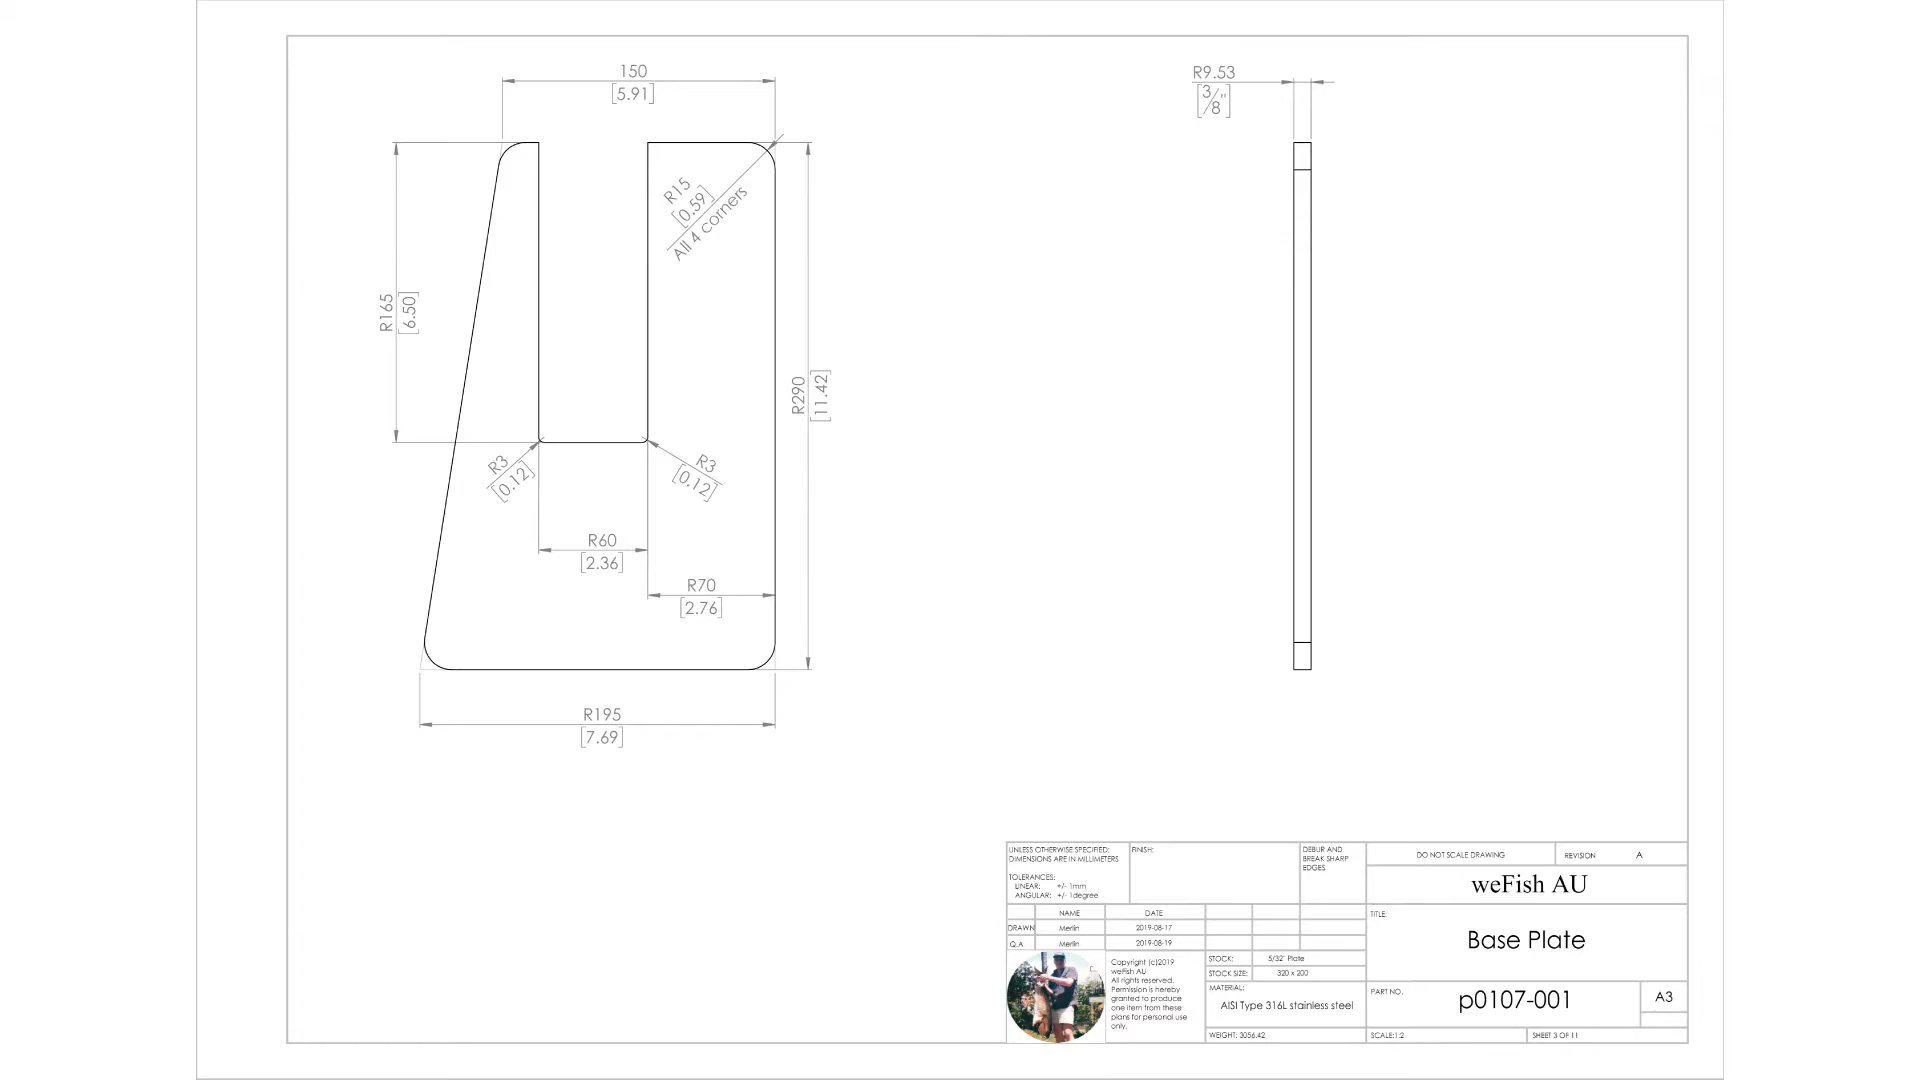 150
[5.91]
R9.53
[3/8"]
R15
[0.59]
All 4 corners
R165
[6.50]
R290
[11.42]
R3
[0.12]
R3
[0.12]
R60
[2.36]
R70
[2.76]
R195
[7.69]
UNLESS OTHERWISE SPECIFIED:
DIMENSIONS ARE IN MILLIMETERS
TOLERANCES:
LINEAR: +/- 1mm
ANGULAR: +/- 1degree
FINISH:
DEBUR AND
BREAK SHARP
EDGES
DO NOT SCALE DRAWING
REVISION A
weFish AU
NAME DATE
DRAWN Merlin 2019-08-17
Q.A Merlin 2019-08-19
TITLE:
Base Plate
Copyright (c)2019
weFish AU
All rights reserved.
Permission is hereby
granted to produce
one item from these
plans for personal use
only.
STOCK: 5/32" Plate
STOCK SIZE: 320 x 200
MATERIAL:
AISI Type 316L stainless steel
WEIGHT: 3056.42
PART NO.
p0107-001
A3
SCALE:1:2
SHEET 3 OF 11